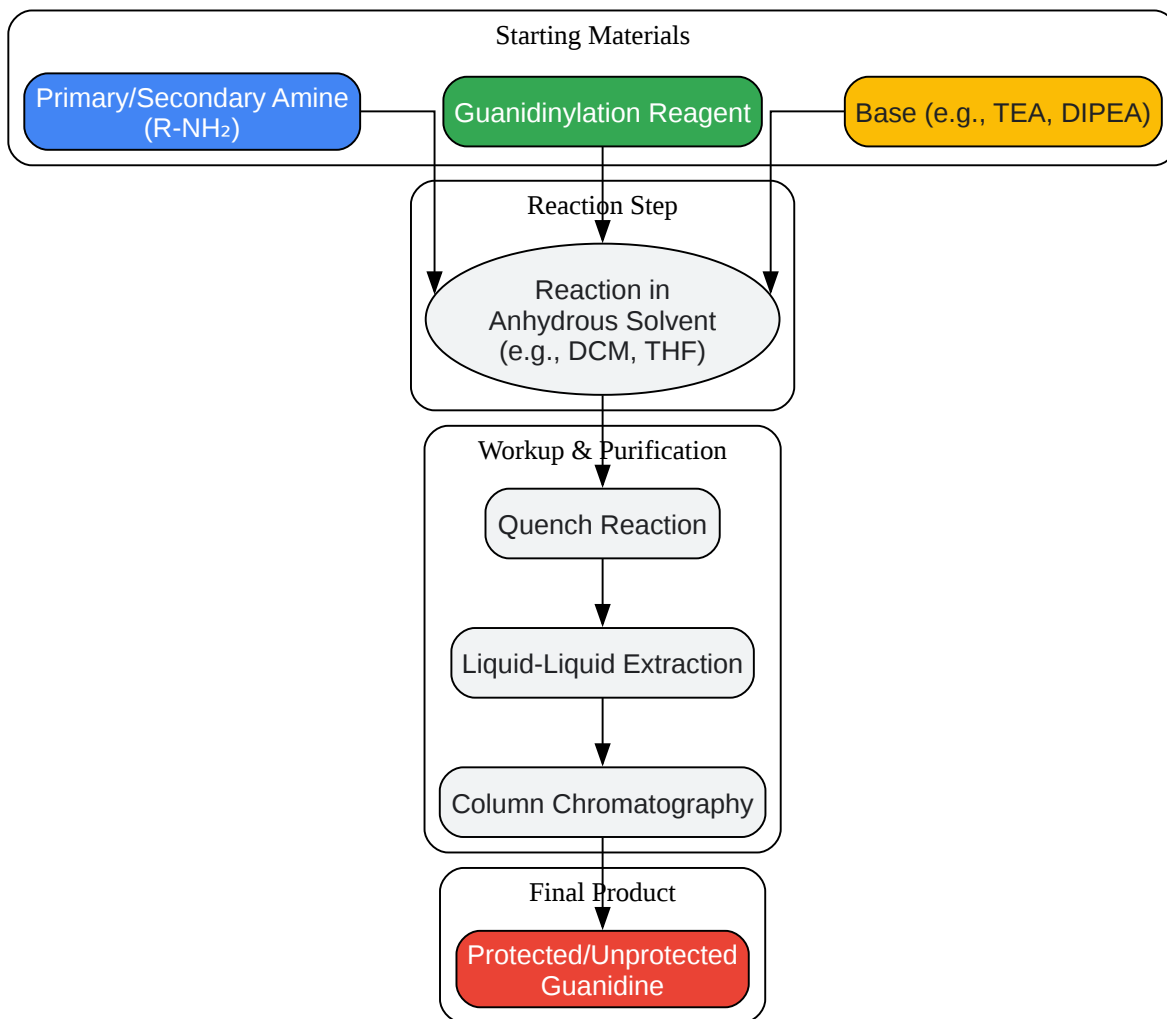 Starting Materials
Primary/Secondary Amine
(R-NH₂)
Guanidinylation Reagent
Base (e.g., TEA, DIPEA)
Reaction Step
Reaction in
Anhydrous Solvent
(e.g., DCM, THF)
Workup & Purification
Quench Reaction
Liquid-Liquid Extraction
Column Chromatography
Final Product
Protected/Unprotected
Guanidine